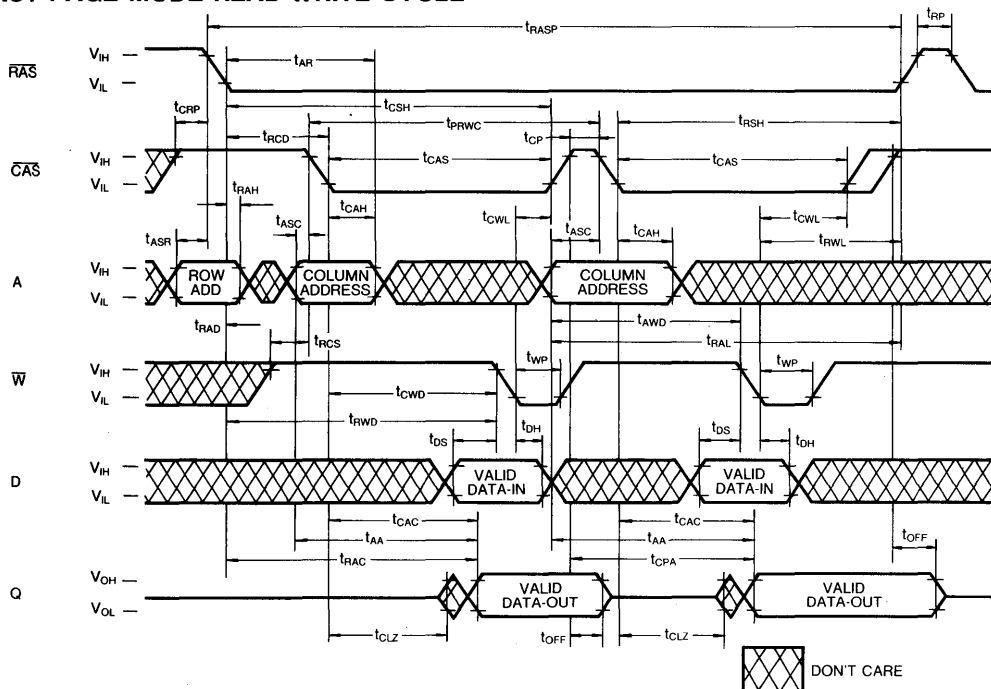 PAGE MODE READ-WRITE CYCLE
tRASP
tRP
RAS
VIH
VIL
tAR
tCRP
tCSH
tPRWC
tRSH
tRCD
tCP
CAS
VIH
VIL
tCAS
tCAS
tRAH
tASC
tCAH
tCWL
tASC
tCAH
tCWL
tASR
tRWL
A
VIH
VIL
ROW
ADD
COLUMN
ADDRESS
COLUMN
ADDRESS
tRAD
tAWD
tRCS
tRAL
W
VIH
VIL
tWP
tWP
tCWD
tRWD
tDS
tDH
tDS
tDH
D
VIH
VIL
VALID
DATA-IN
VALID
DATA-IN
tCAC
tCAC
tAA
tAA
tRAC
tCPA
tOFF
Q
VOH
VOL
VALID
DATA-OUT
VALID
DATA-OUT
tCLZ
tOFF
tCLZ
DON'T CARE